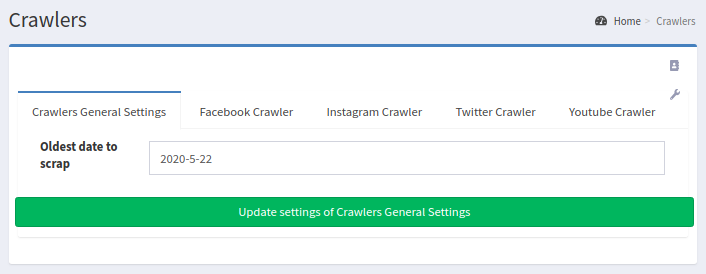 Crawlers
Home > Crawlers
Crawlers General Settings Facebook Crawler Instagram Crawler Twitter Crawler Youtube Crawler
Oldest date to
scrap
2020-5-22
Update settings of Crawlers General Settings